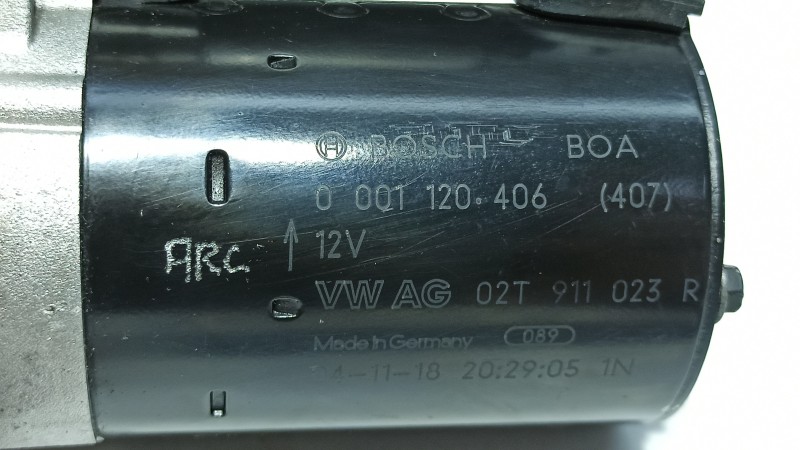 BOSCH BOA
0 001 120 406 (407)
12V
ARC
VW AG 02T 911 023 R
Made in Germany 089
04-11-18 20:29:05 1N